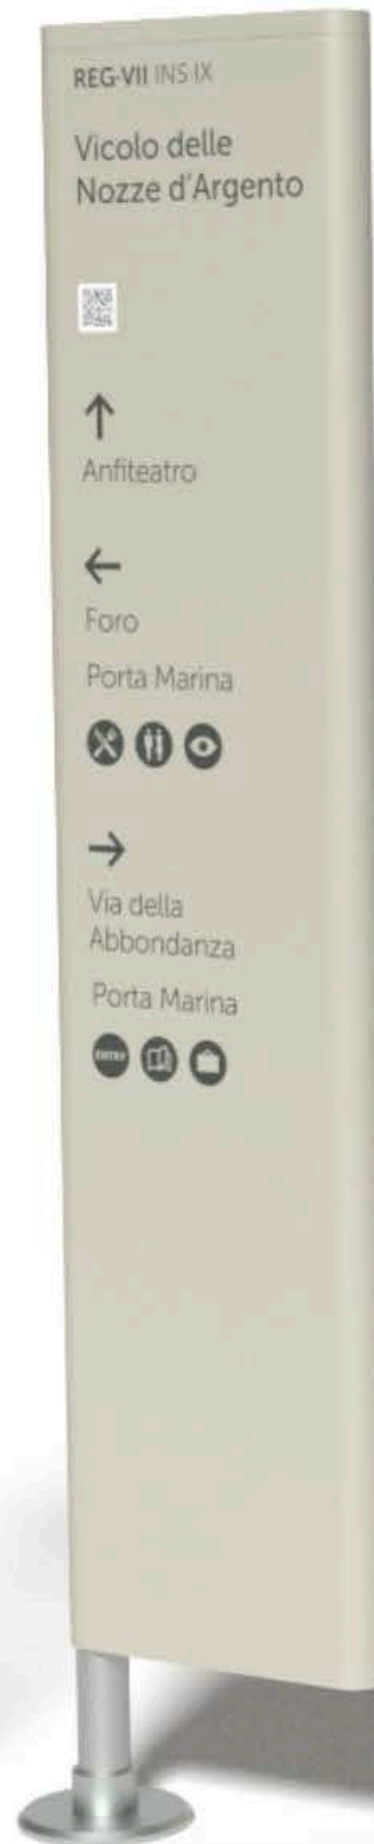 REG·VII INS IX
Vicolo delle
Nozze d'Argento
Anfiteatro
Foro
Porta Marina
Via della
Abbondanza
Porta Marina